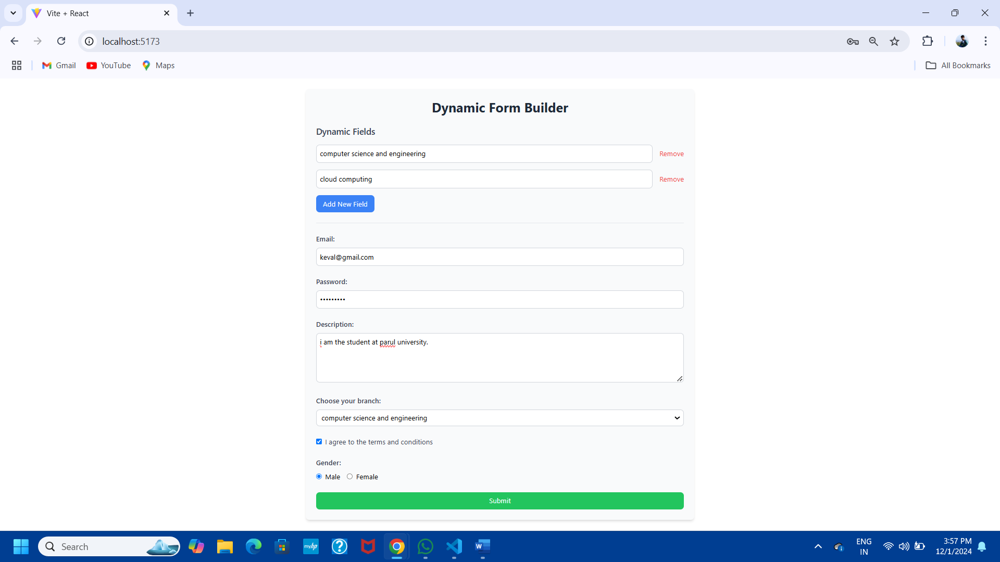 Vite + React
localhost:5173
Gmail
YouTube
Maps
All Bookmarks
Dynamic Form Builder
Dynamic Fields
computer science and engineering
Remove
cloud computing
Remove
Add New Field
Email:
keval@gmail.com
Password:
•••••••••
Description:
i am the student at parul university.
Choose your branch:
computer science and engineering
I agree to the terms and conditions
Gender:
Male Female
Submit
Search
myhp
W
ENG
IN
3:57 PM
12/1/2024